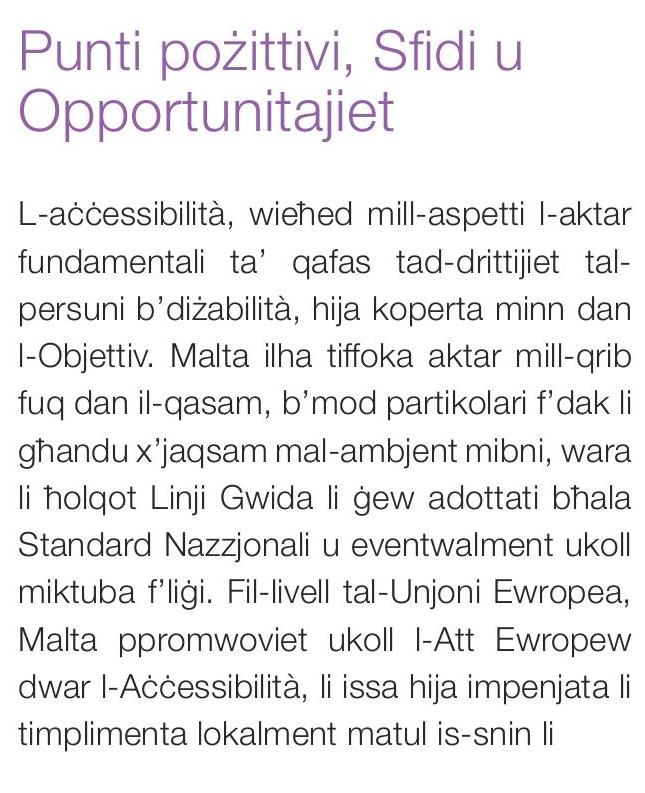 Punti pożittivi, Sfidi u
Opportunitajiet
L-aċċessibilità, wieħed mill-aspetti l-aktar
fundamentali ta’ qafas tad-drittijiet tal-
persuni b’diżabilità, hija koperta minn dan
l-Objettiv. Malta ilha tiffoka aktar mill-qrib
fuq dan il-qasam, b’mod partikolari f’dak li
għandu x’jaqsam mal-ambjent mibni, wara
li ħolqot Linji Gwida li ġew adottati bħala
Standard Nazzjonali u eventwalment ukoll
miktuba f’liġi. Fil-livell tal-Unjoni Ewropea,
Malta ppromwoviet ukoll l-Att Ewropew
dwar l-Aċċessibilità, li issa hija impenjata li
timplimenta lokalment matul is-snin li